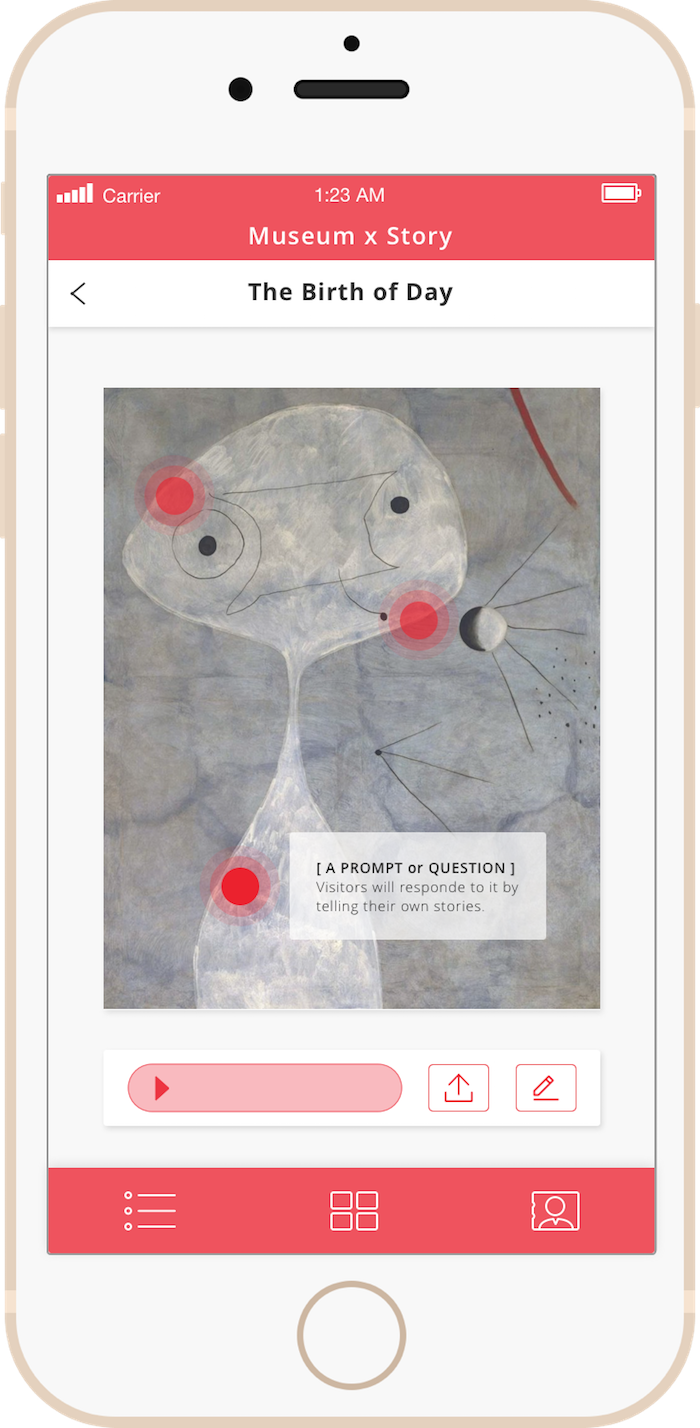 Carrier
1:23 AM
Museum x Story
The Birth of Day
[ A PROMPT or QUESTION ]
Visitors will responde to it by
telling their own stories.